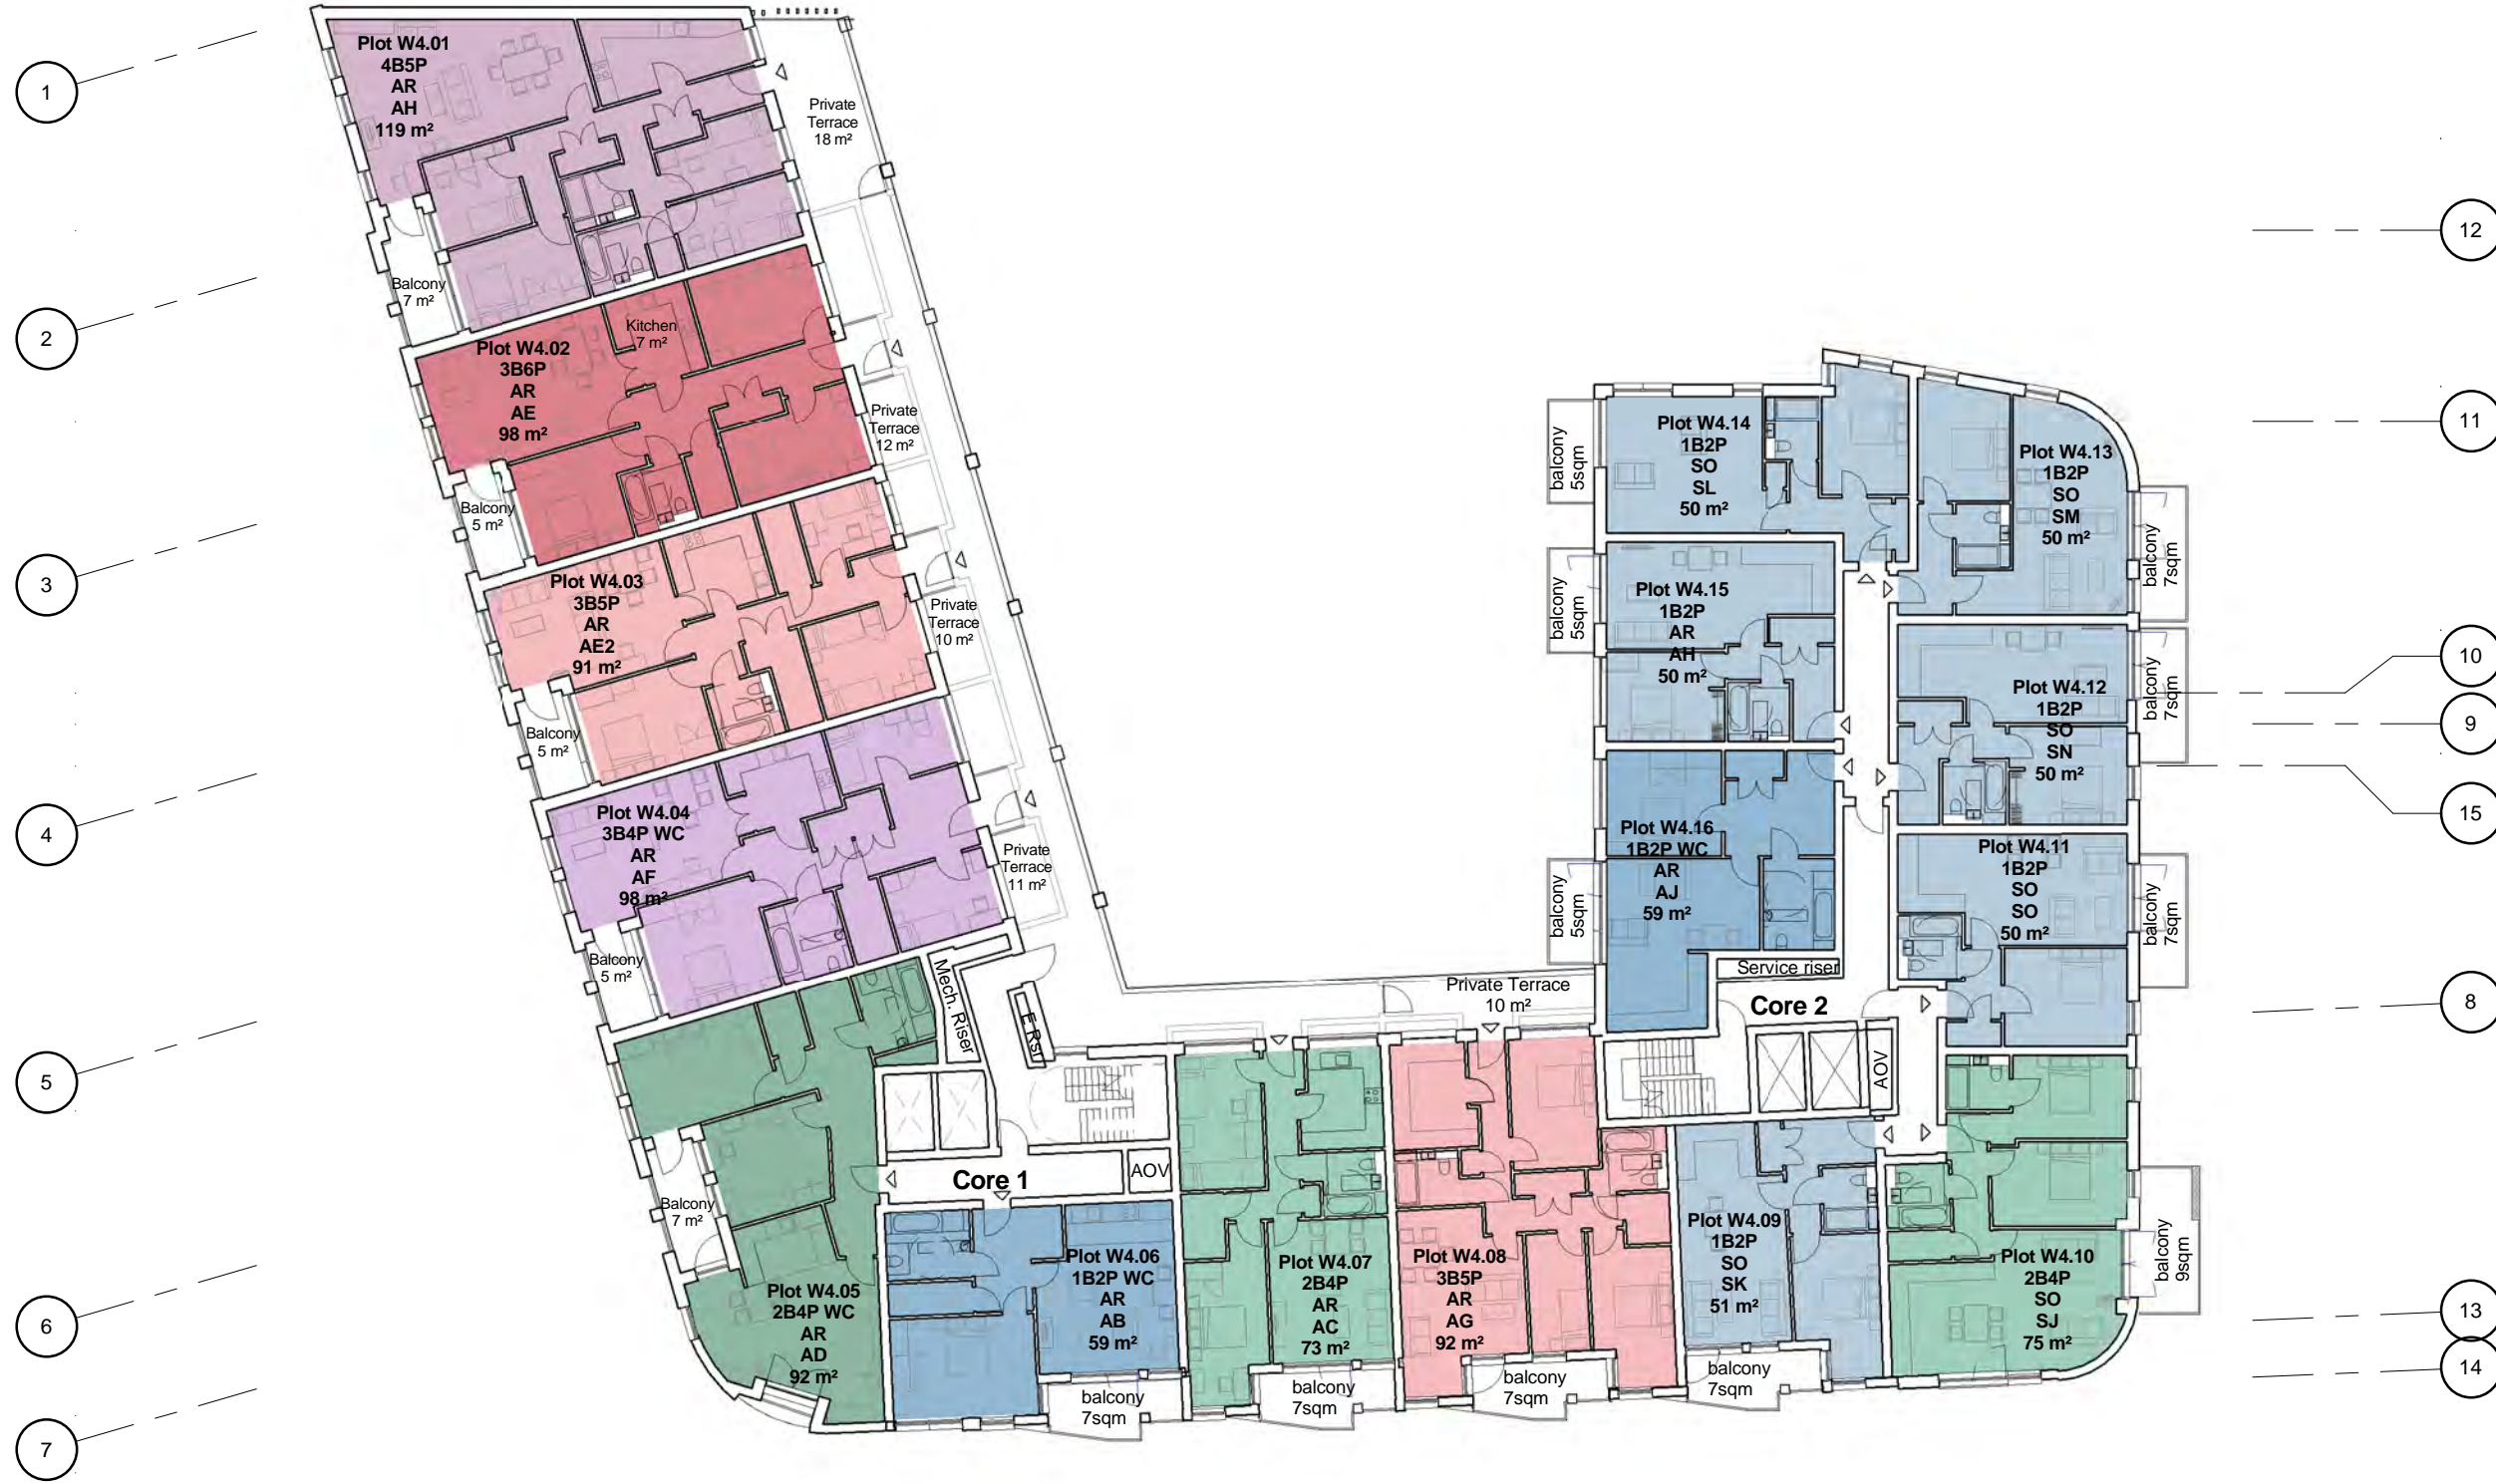 1
2
3
4
5
6
7
12
11
10
9
15
8
13
14
Plot W4.01
4B5P
AR
AH
119 m²
Private
Terrace
18 m²
Balcony
7 m²
Plot W4.02
3B6P
AR
AE
98 m²
Kitchen
7 m²
Private
Terrace
12 m²
Balcony
5 m²
Plot W4.03
3B5P
AR
AE2
91 m²
Private
Terrace
10 m²
Balcony
5 m²
Plot W4.04
3B4P WC
AR
AF
98 m²
Private
Terrace
11 m²
Balcony
5 m²
Mech. Riser
E Rsr
Plot W4.05
2B4P WC
AR
AD
92 m²
Balcony
7 m²
Core 1
AOV
Plot W4.06
1B2P WC
AR
AB
59 m²
balcony
7sqm
Plot W4.07
2B4P
AR
AC
73 m²
balcony
7sqm
Private Terrace
10 m²
Plot W4.08
3B5P
AR
AG
92 m²
balcony
7sqm
Plot W4.09
1B2P
SO
SK
51 m²
balcony
7sqm
Plot W4.10
2B4P
SO
SJ
75 m²
balcony
9sqm
Core 2
Service riser
AOV
Plot W4.11
1B2P
SO
SO
50 m²
balcony
7sqm
Plot W4.12
1B2P
SO
SN
50 m²
balcony
7sqm
Plot W4.13
1B2P
SO
SM
50 m²
balcony
7sqm
Plot W4.14
1B2P
SO
SL
50 m²
balcony
5sqm
Plot W4.15
1B2P
AR
AH
50 m²
balcony
5sqm
Plot W4.16
1B2P WC
AR
AJ
59 m²
balcony
5sqm